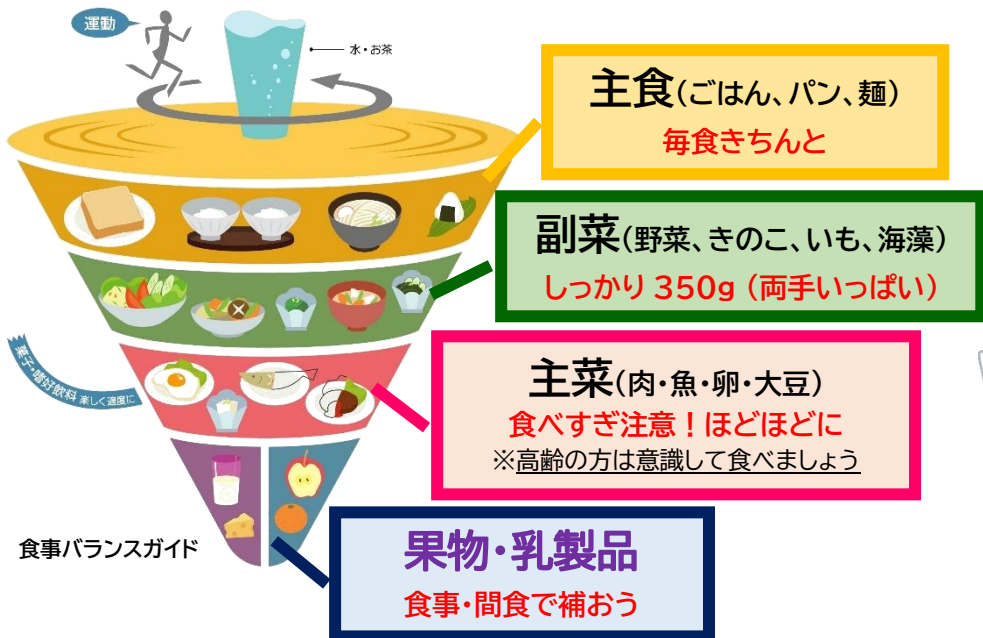 運動
水・お茶
主食(ごはん、パン、麺)
毎食きちんと
副菜(野菜、きのこ、いも、海藻)
しっかり350g(両手いっぱい)
菓子・嗜好飲料 楽しく適度に
主菜(肉・魚・卵・大豆)
食べすぎ注意!ほどほどに
※高齢の方は意識して食べましょう
食事バランスガイド
果物・乳製品
食事・間食で補おう